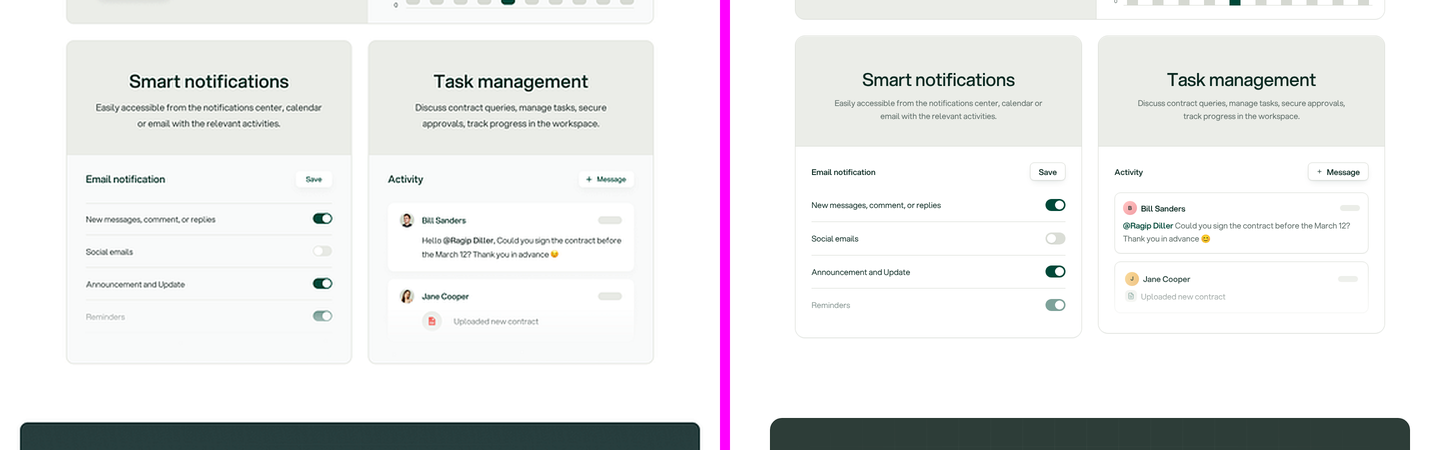 0
Smart notifications
Easily accessible from the notifications center, calendar
or email with the relevant activities.
Email notification
Save
New messages, comment, or replies
Social emails
Announcement and Update
Reminders
Task management
Discuss contract queries, manage tasks, secure
approvals, track progress in the workspace.
Activity
+ Message
Bill Sanders
Hello @Ragip Diller, Could you sign the contract before
the March 12? Thank you in advance 😉
Jane Cooper
Uploaded new contract
0
Smart notifications
Easily accessible from the notifications center, calendar or
email with the relevant activities.
Email notification
Save
New messages, comment, or replies
Social emails
Announcement and Update
Reminders
Task management
Discuss contract queries, manage tasks, secure approvals,
track progress in the workspace.
Activity
+ Message
B Bill Sanders
@Ragip Diller Could you sign the contract before the March 12?
Thank you in advance 😊
J Jane Cooper
Uploaded new contract